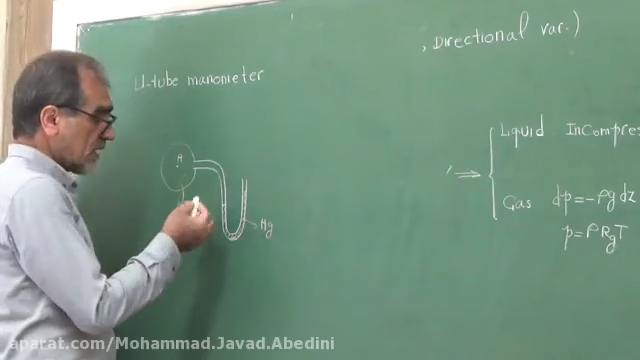 , Directional var.)
U-tube manometer
A
Hg
Liquid Incompres
⇒
Gas dp=-ρg dz
p=ρRgT
aparat.com/Mohammad.Javad.Abedini